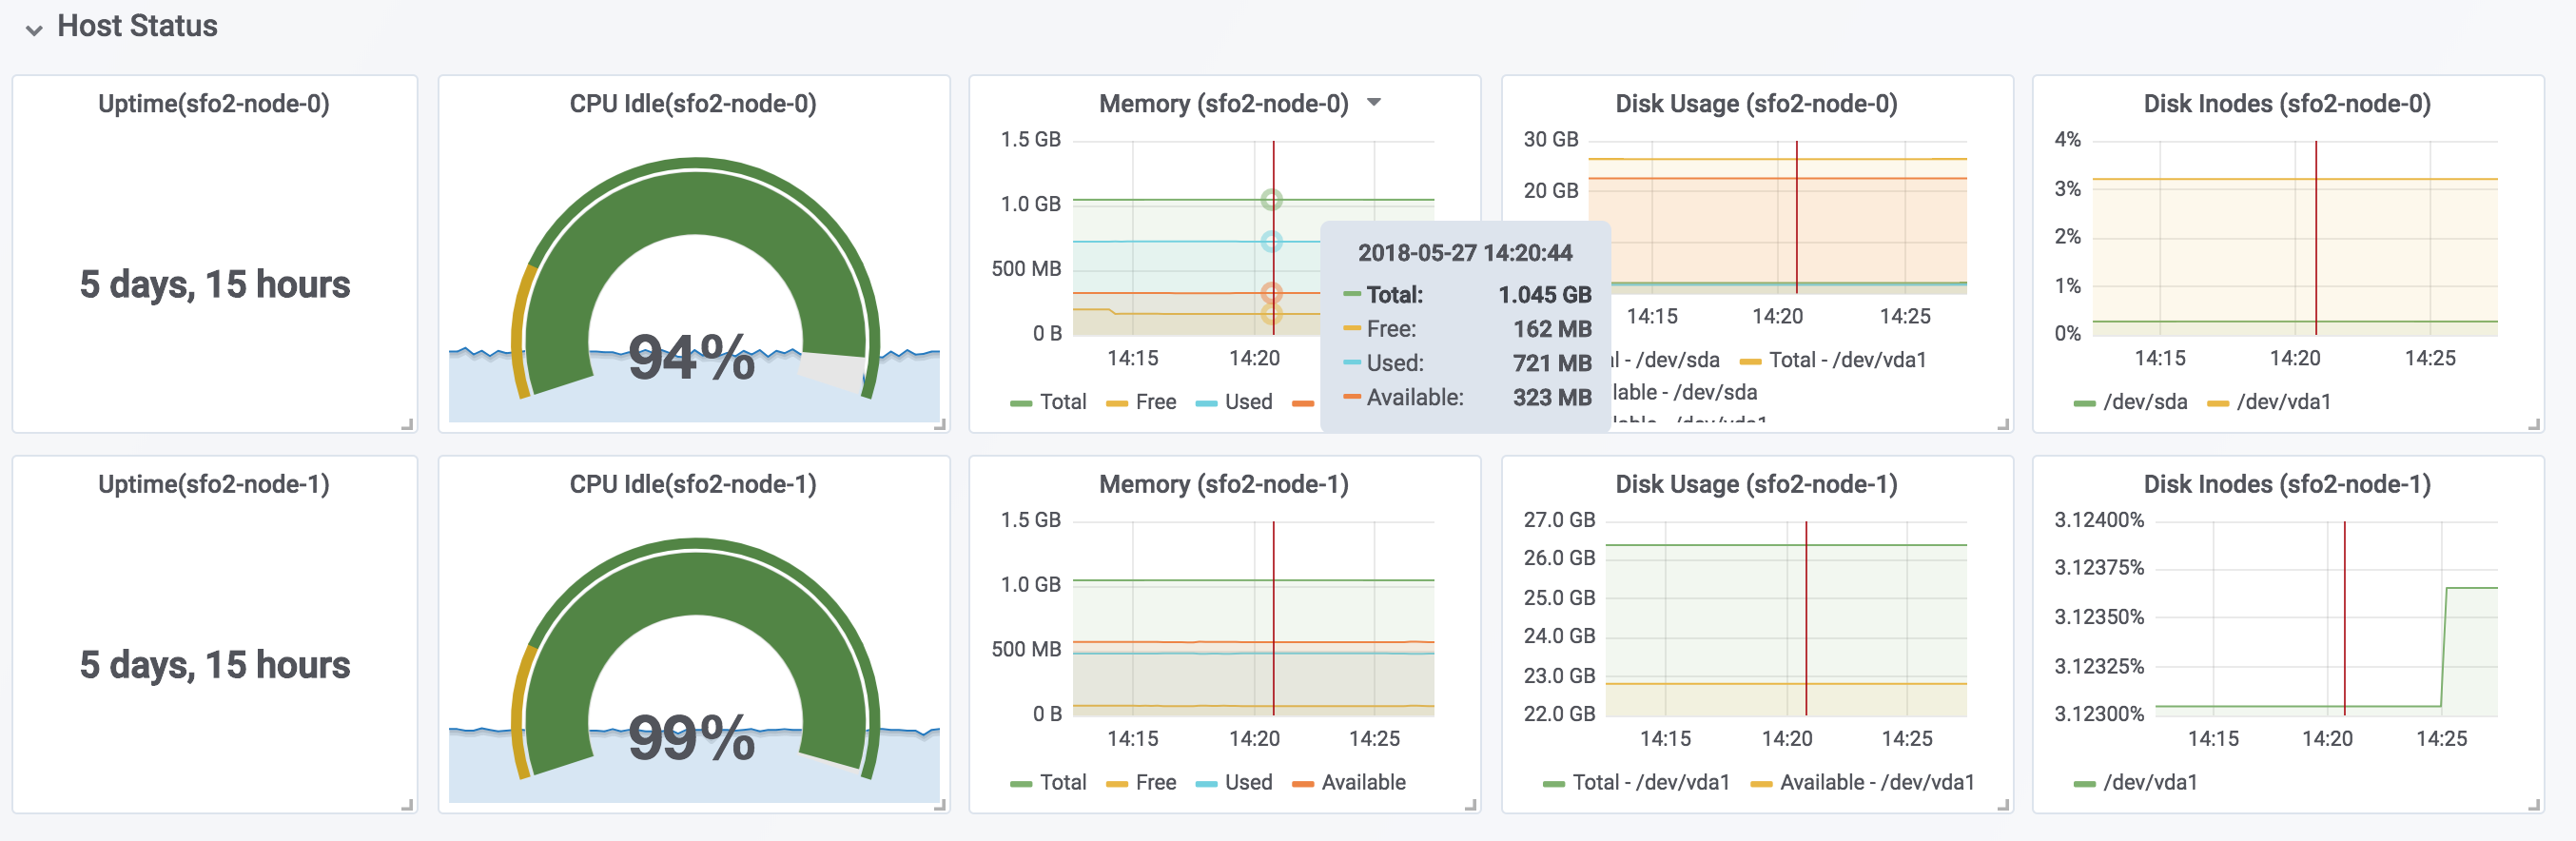 Host Status
Uptime(sfo2-node-0)
5 days, 15 hours
CPU Idle(sfo2-node-0)
94%
Memory (sfo2-node-0)
1.5 GB
1.0 GB
500 MB
0 B
14:15 14:20
Total Free Used
2018-05-27 14:20:44
Total: 1.045 GB
Free: 162 MB
Used: 721 MB
Available: 323 MB
Disk Usage (sfo2-node-0)
30 GB
20 GB
14:15 14:20 14:25
- /dev/sda Total - /dev/vda1
- /dev/sda
Disk Inodes (sfo2-node-0)
4%
3%
2%
1%
0%
14:15 14:20 14:25
/dev/sda /dev/vda1
Uptime(sfo2-node-1)
5 days, 15 hours
CPU Idle(sfo2-node-1)
99%
Memory (sfo2-node-1)
1.5 GB
1.0 GB
500 MB
0 B
14:15 14:20 14:25
Total Free Used Available
Disk Usage (sfo2-node-1)
27.0 GB
26.0 GB
25.0 GB
24.0 GB
23.0 GB
22.0 GB
14:15 14:20 14:25
Total - /dev/vda1 Available - /dev/vda1
Disk Inodes (sfo2-node-1)
3.12400%
3.12375%
3.12350%
3.12325%
3.12300%
14:15 14:20 14:25
/dev/vda1